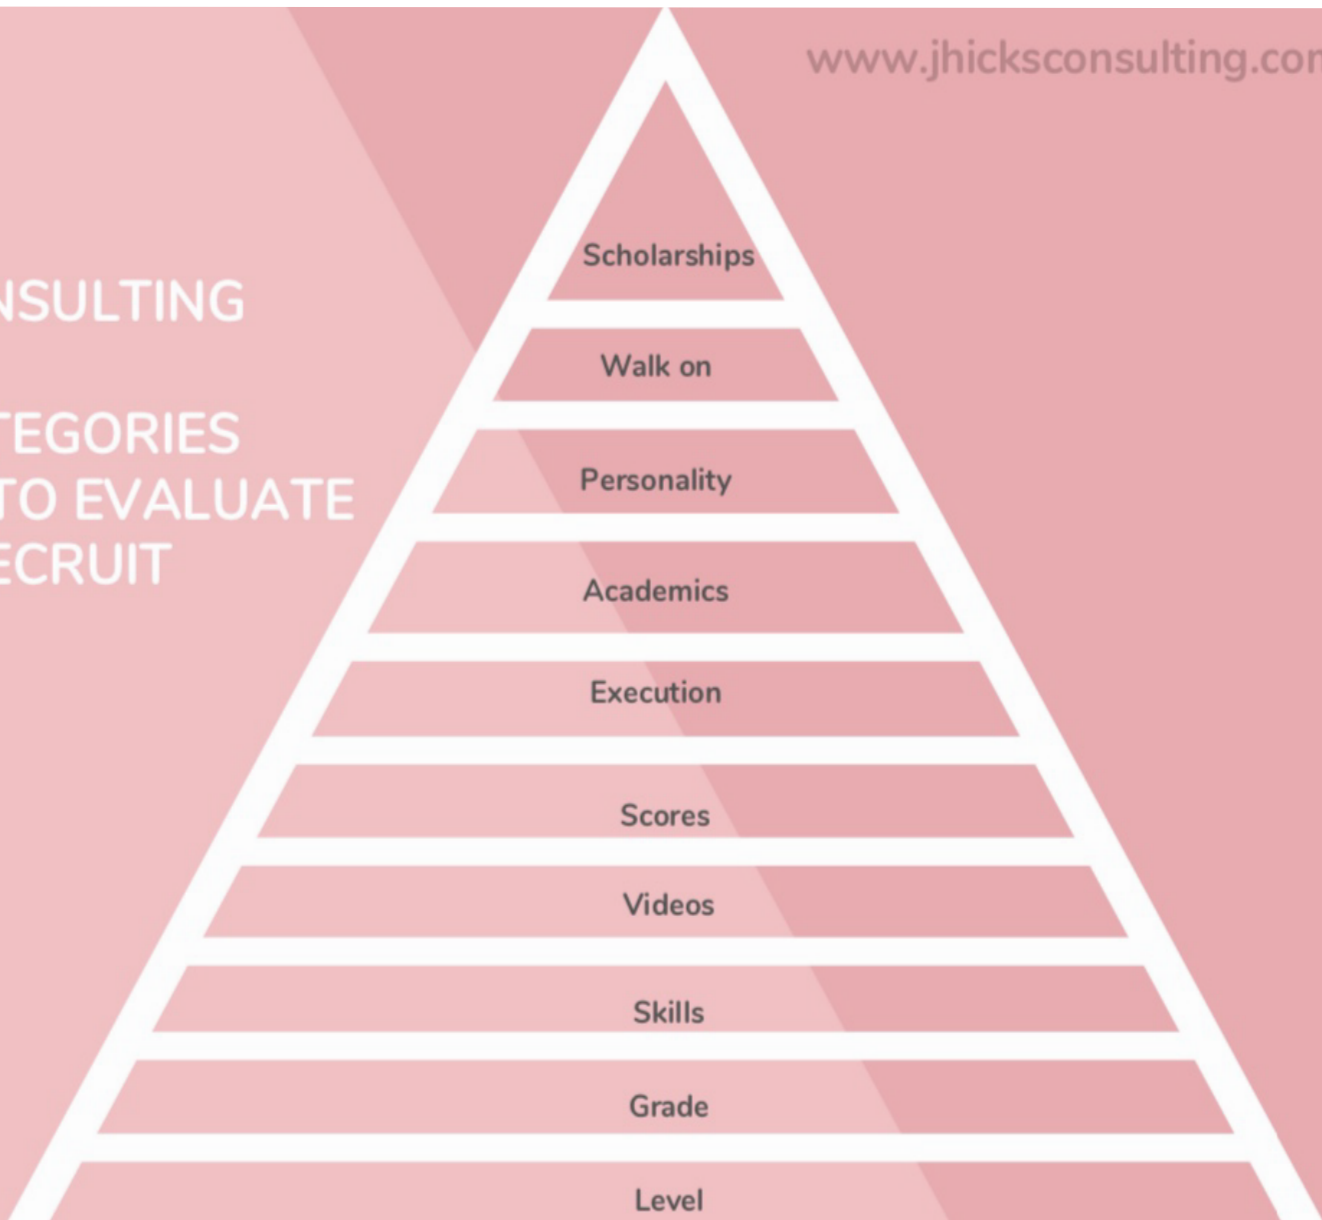 www.jhicksconsulting.com
NSULTING
TEGORIES
TO EVALUATE
ECRUIT
Scholarships
Walk on
Personality
Academics
Execution
Scores
Videos
Skills
Grade
Level